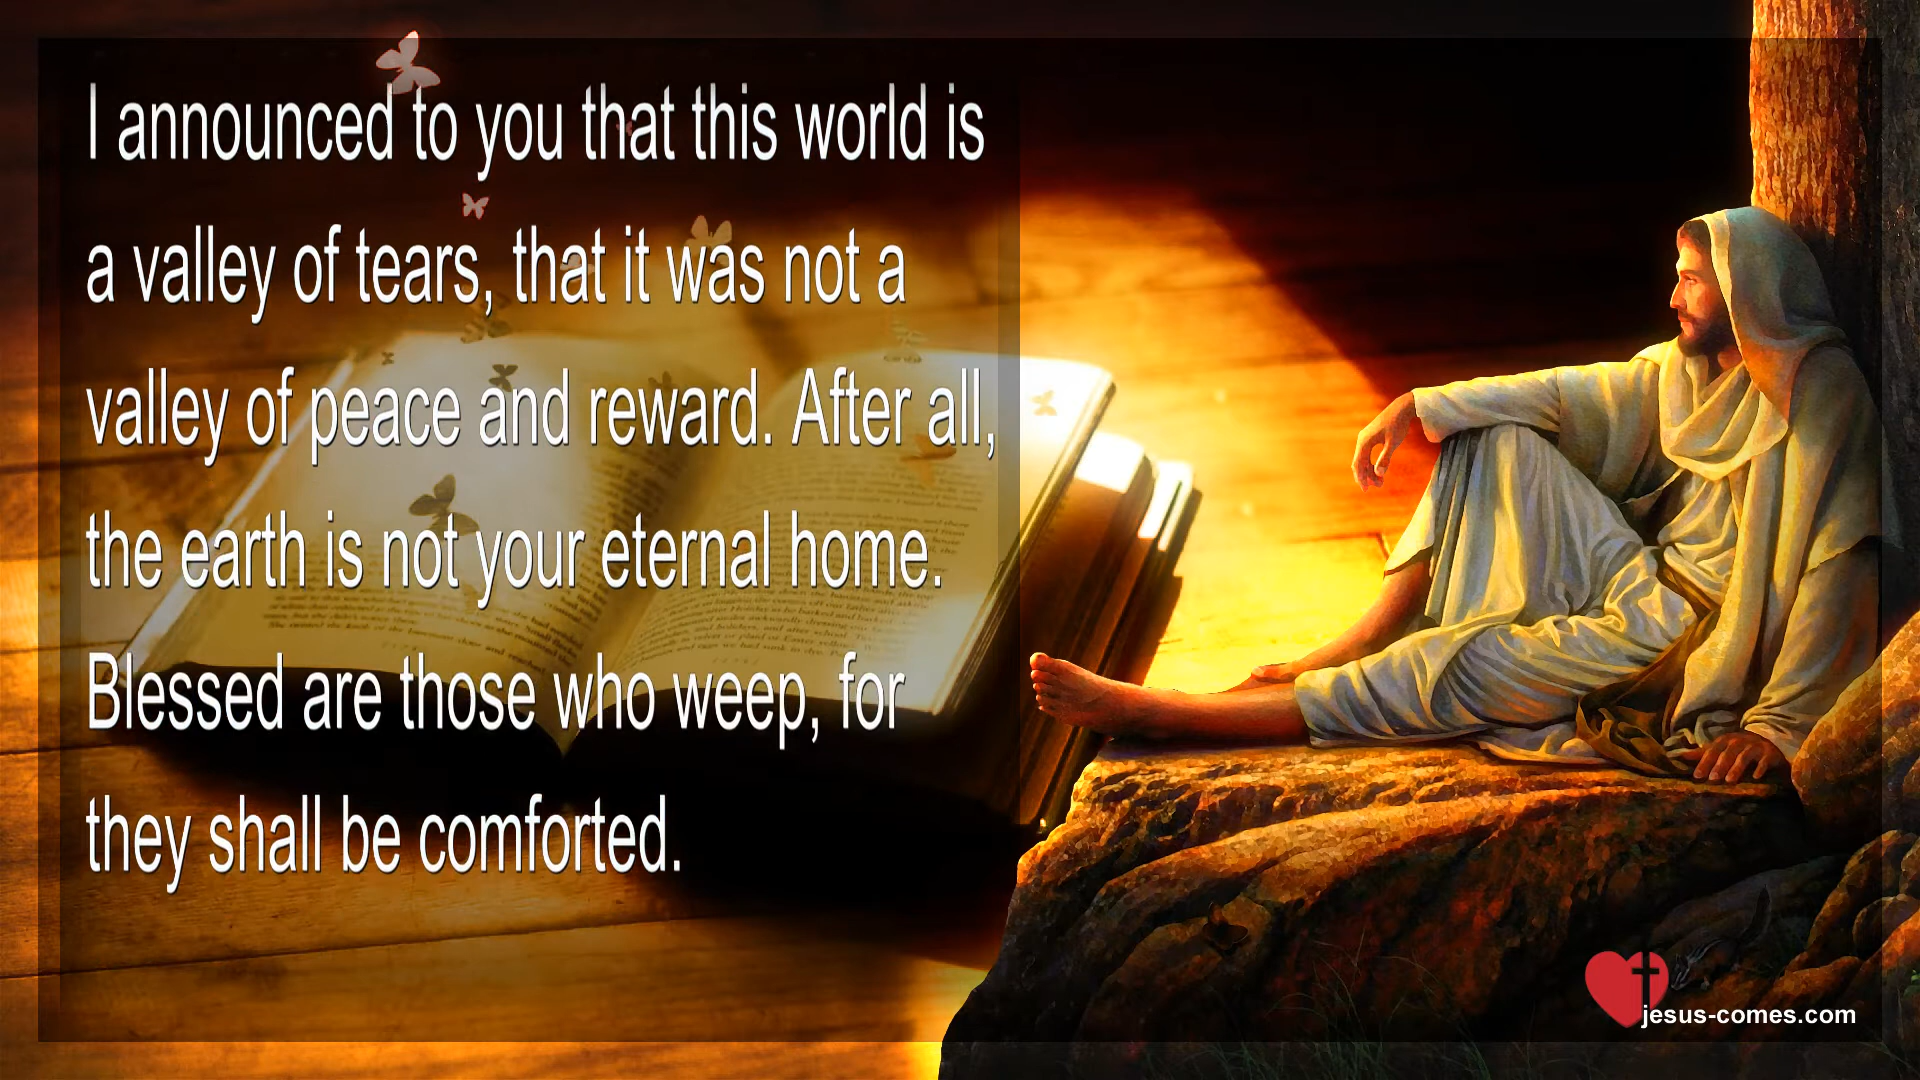 I announced to you that this world is
a valley of tears, that it was not a
valley of peace and reward. After all,
the earth is not your eternal home.
Blessed are those who weep, for
they shall be comforted.
jesus-comes.com